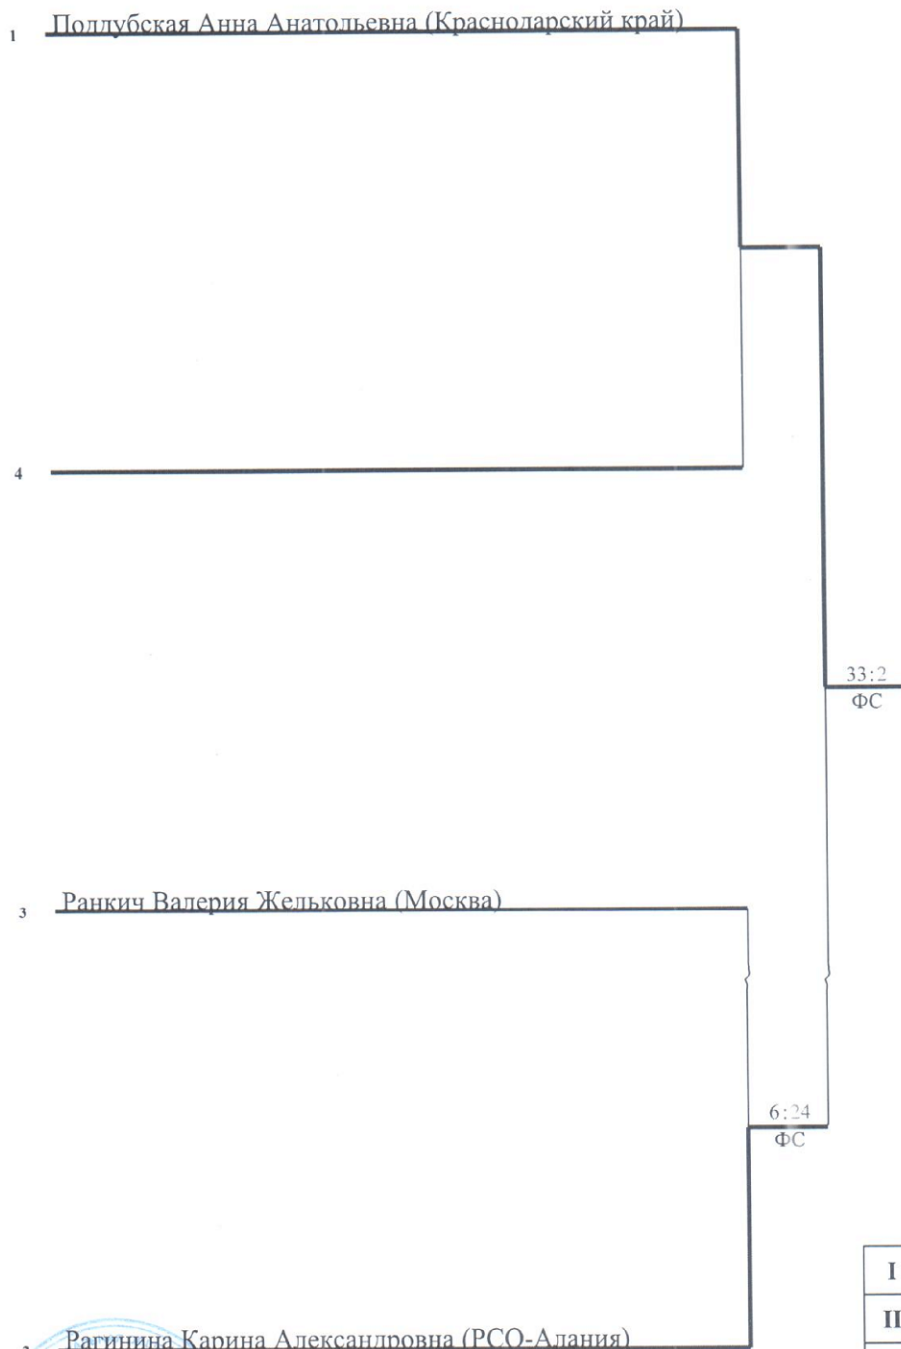 1 Поддубская Анна Анатольевна (Краснодарский край)
4
33:2
ФС
3 Ранкич Валерия Жельковна (Москва)
6:24
ФС
I
II
Рагинина Карина Александровна (РСО-Алания)